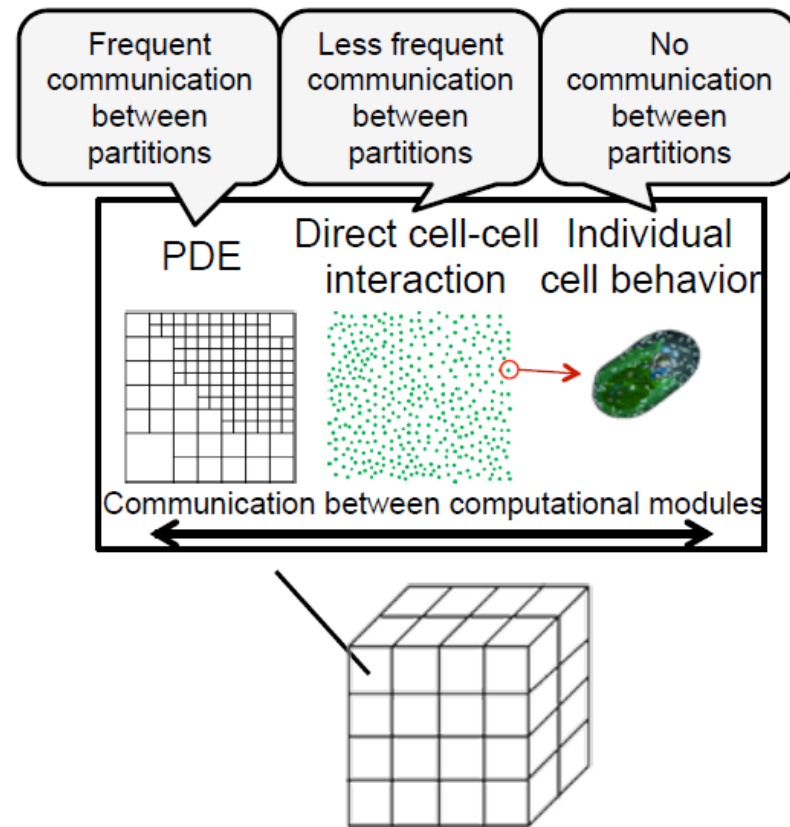 Frequent
communication
between
partitions
Less frequent
communication
between
partitions
No
communication
between
partitions
PDE
Direct cell-cell
interaction
Individual
cell behavior
Communication between computational modules